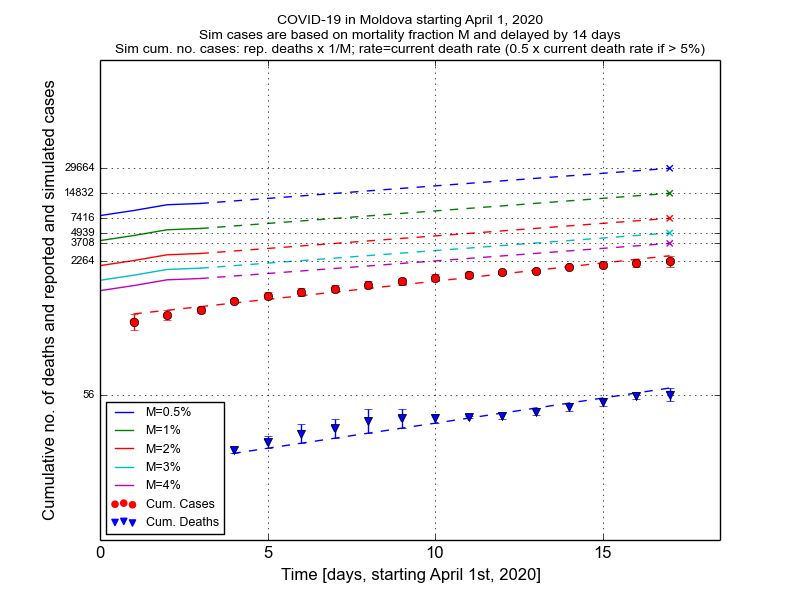 COVID-19 in Moldova starting April 1, 2020
Sim cases are based on mortality fraction M and delayed by 14 days
Sim cum. no. cases: rep. deaths x 1/M; rate=current death rate (0.5 x current death rate if > 5%)
Cumulative no. of deaths and reported and simulated cases
29664
14832
7416
4939
3708
2264
56
M=0.5%
M=1%
M=2%
M=3%
M=4%
Cum. Cases
Cum. Deaths
0 5 10 15
Time [days, starting April 1st, 2020]